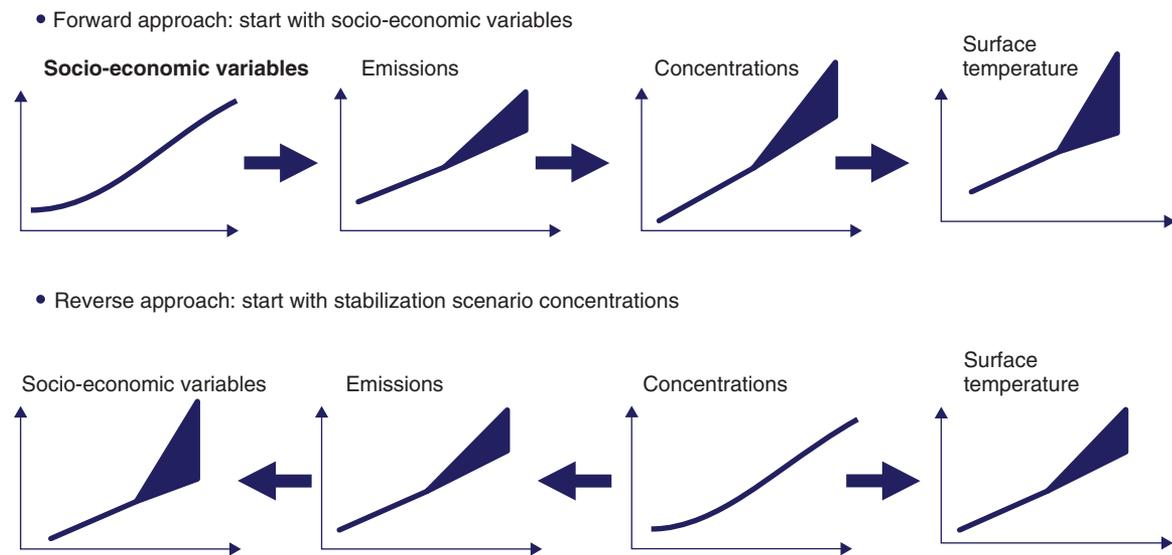 • Forward approach: start with socio-economic variables
Socio-economic variables
Emissions
Concentrations
Surface
temperature
• Reverse approach: start with stabilization scenario concentrations
Socio-economic variables
Emissions
Concentrations
Surface
temperature